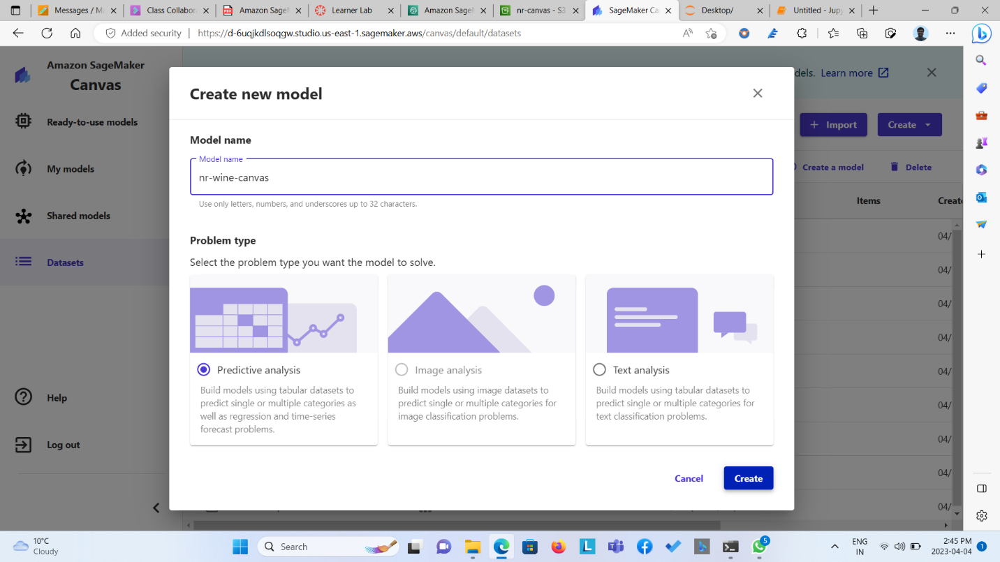 Messages / Ma
Class Collabora
Amazon SageM
Learner Lab
Amazon SageM
nr-canvas - S3
SageMaker Ca
Desktop/
Untitled - Jupy
Added security
https://d-6uqjkdlsoqgw.studio.us-east-1.sagemaker.aws/canvas/default/datasets
Amazon SageMaker
Canvas
Ready-to-use models
My models
Shared models
Datasets
Help
Log out
dels. Learn more
Import
Create
Create a model
Delete
Items
Create
04/
04/
04/
04/
04/
04/
04/
04/
04/
Create new model
Model name
Model name
nr-wine-canvas
Use only letters, numbers, and underscores up to 32 characters.
Problem type
Select the problem type you want the model to solve.
Predictive analysis
Build models using tabular datasets to
predict single or multiple categories as
well as regression and time-series
forecast problems.
Image analysis
Build models using image datasets to
predict single or multiple categories for
image classification problems.
Text analysis
Build models using tabular datasets to
predict single or multiple categories for
text classification problems.
Cancel
Create
10°C
Cloudy
Search
5
ENG
IN
2:45 PM
2023-04-04
1